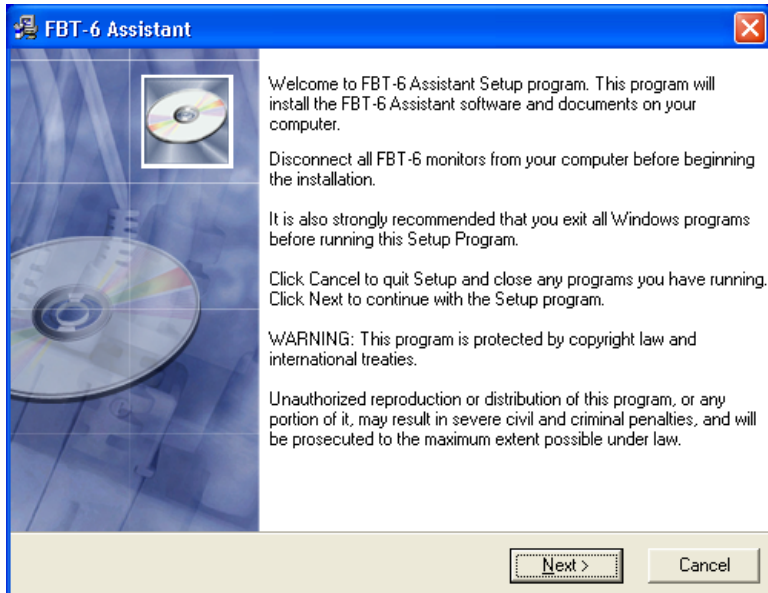 FBT-6 Assistant
Welcome to FBT-6 Assistant Setup program. This program will
install the FBT-6 Assistant software and documents on your
computer.
Disconnect all FBT-6 monitors from your computer before beginning
the installation.
It is also strongly recommended that you exit all Windows programs
before running this Setup Program.
Click Cancel to quit Setup and close any programs you have running.
Click Next to continue with the Setup program.
WARNING: This program is protected by copyright law and
international treaties.
Unauthorized reproduction or distribution of this program, or any
portion of it, may result in severe civil and criminal penalties, and will
be prosecuted to the maximum extent possible under law.
Next >
Cancel